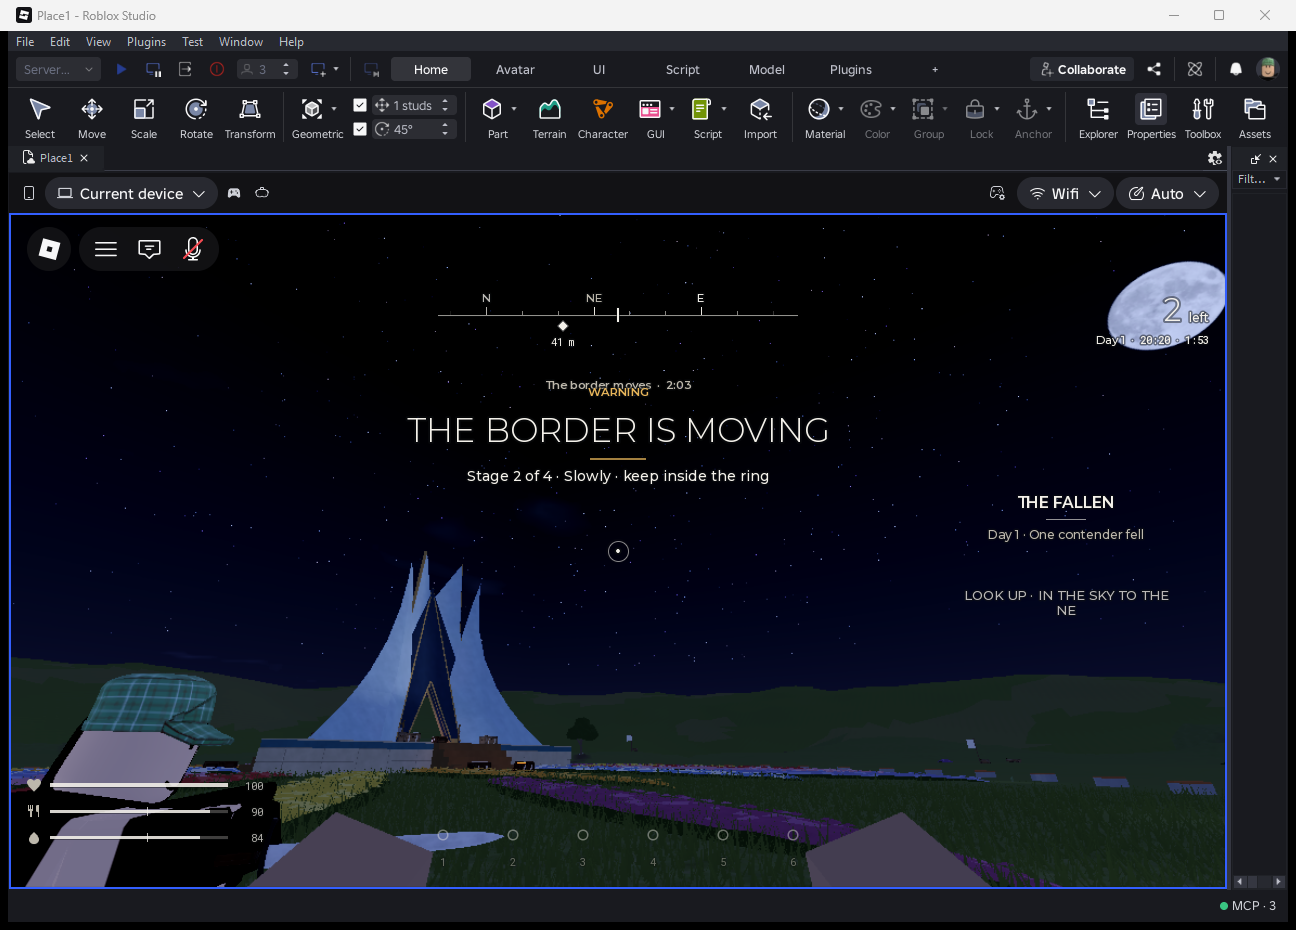 Place1 - Roblox Studio
File Edit View Plugins Test Window Help
Server... 3 Home Avatar UI Script Model Plugins + Collaborate
1 studs
45°
Select Move Scale Rotate Transform Geometric Part Terrain Character GUI Script Import Material Color Group Lock Anchor Explorer Properties Toolbox Assets
Place1
Filt...
Current device Wifi Auto
N NE E
41 m
2 left
Day 1 · 20:20 · 1:53
The border moves · 2:03
WARNING
THE BORDER IS MOVING
Stage 2 of 4 · Slowly · keep inside the ring
THE FALLEN
Day 1 · One contender fell
LOOK UP · IN THE SKY TO THE
NE
100
90
84
1 2 3 4 5 6
MCP · 3